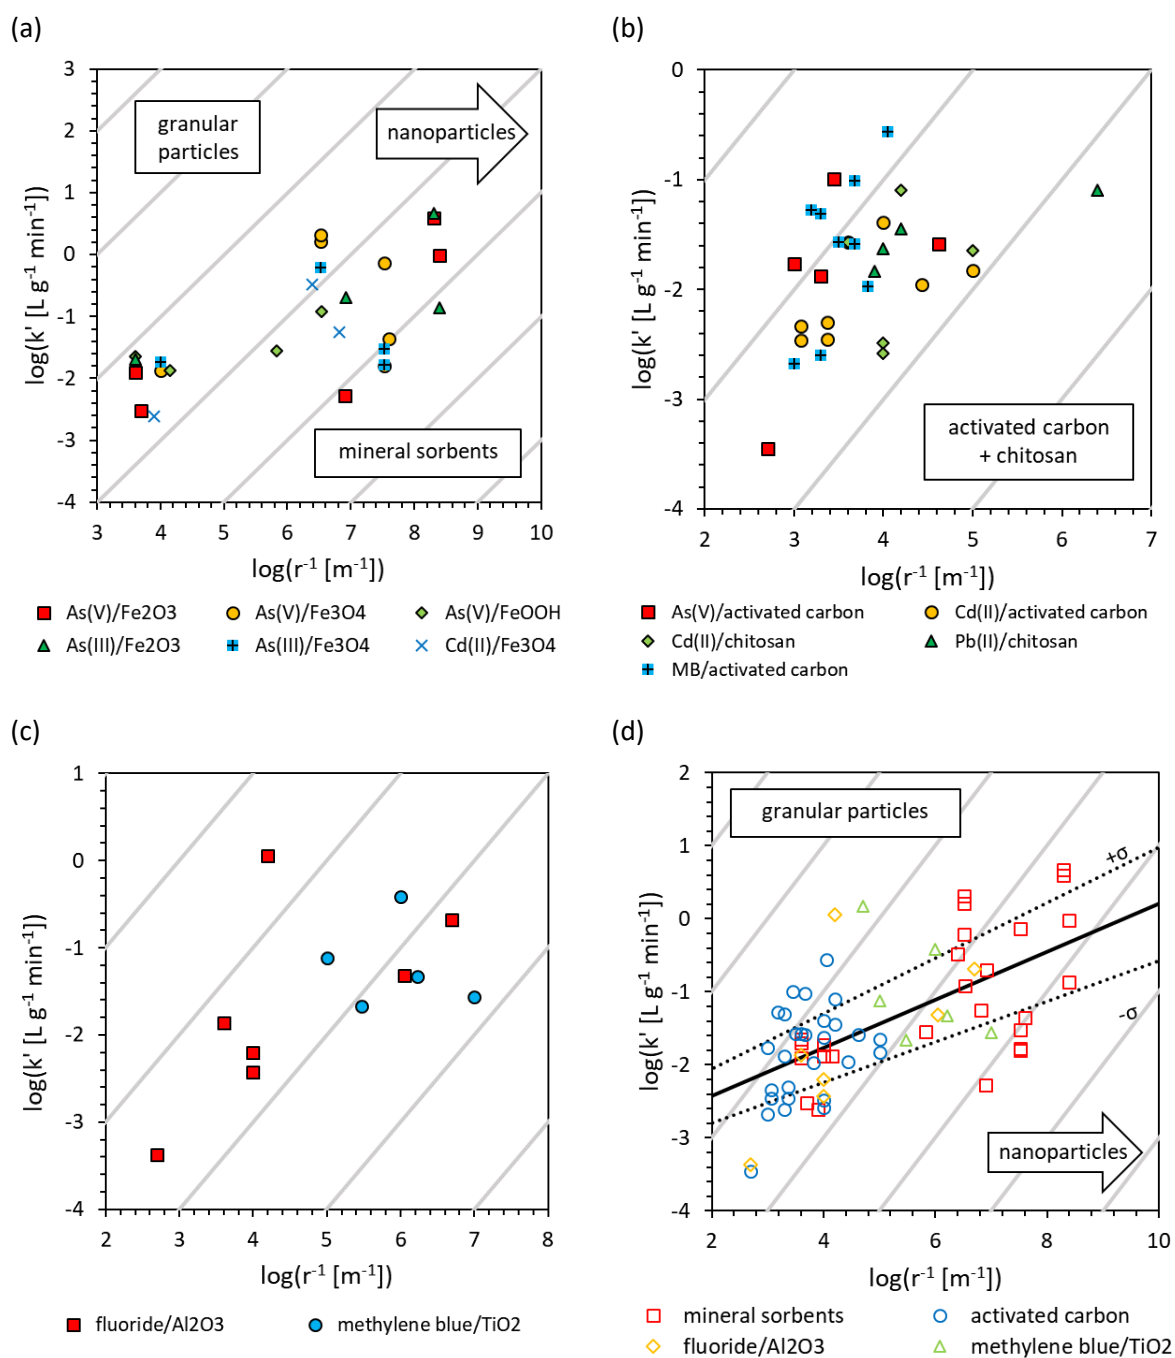 (a)
3
2
1
0
-1
-2
-3
-4
3
4
5
6
7
8
9
10
log(k' [L g⁻¹ min⁻¹])
log(r⁻¹ [m⁻¹])
granular
particles
nanoparticles
mineral sorbents
As(V)/Fe2O3
As(V)/Fe3O4
As(V)/FeOOH
As(III)/Fe2O3
As(III)/Fe3O4
Cd(II)/Fe3O4
(b)
0
-1
-2
-3
-4
2
3
4
5
6
7
log(k' [L g⁻¹ min⁻¹])
log(r⁻¹ [m⁻¹])
activated carbon
+ chitosan
As(V)/activated carbon
Cd(II)/activated carbon
Cd(II)/chitosan
Pb(II)/chitosan
MB/activated carbon
(c)
1
0
-1
-2
-3
-4
2
3
4
5
6
7
8
log(k' [L g⁻¹ min⁻¹])
log(r⁻¹ [m⁻¹])
fluoride/Al2O3
methylene blue/TiO2
(d)
2
1
0
-1
-2
-3
-4
2
4
6
8
10
log(k' [L g⁻¹ min⁻¹])
log(r⁻¹ [m⁻¹])
granular particles
+σ
-σ
nanoparticles
mineral sorbents
activated carbon
fluoride/Al2O3
methylene blue/TiO2